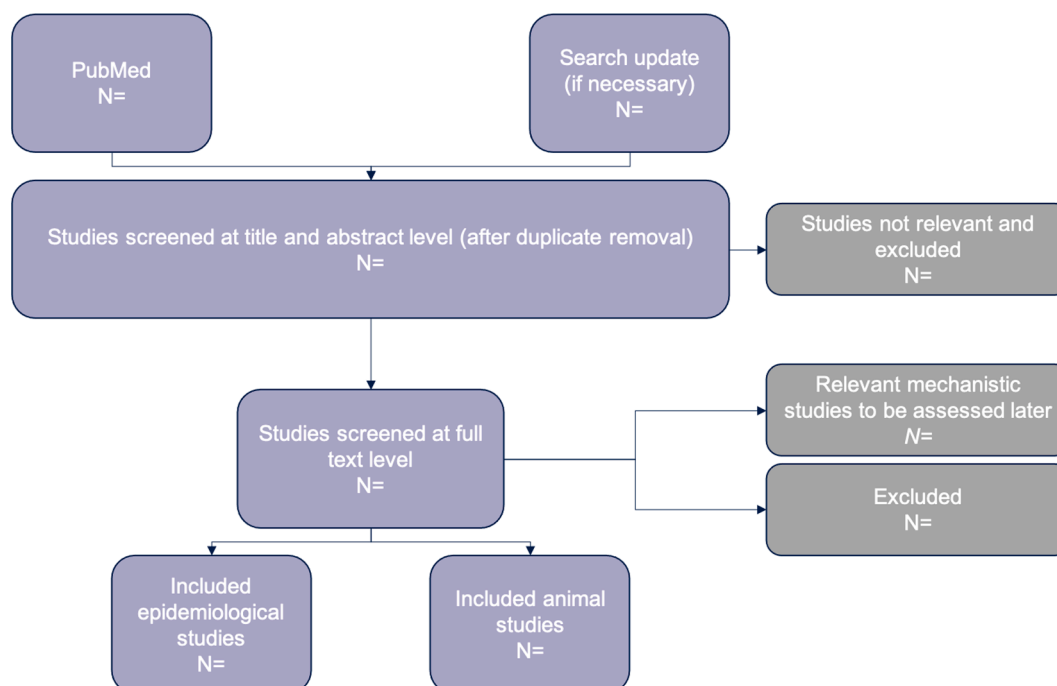 PubMed
N=
Search update
(if necessary)
N=
Studies screened at title and abstract level (after duplicate removal)
N=
Studies not relevant and
excluded
N=
Relevant mechanistic
studies to be assessed later
N=
Studies screened at full
text level
N=
Excluded
N=
Included
epidemiological
studies
N=
Included animal
studies
N=